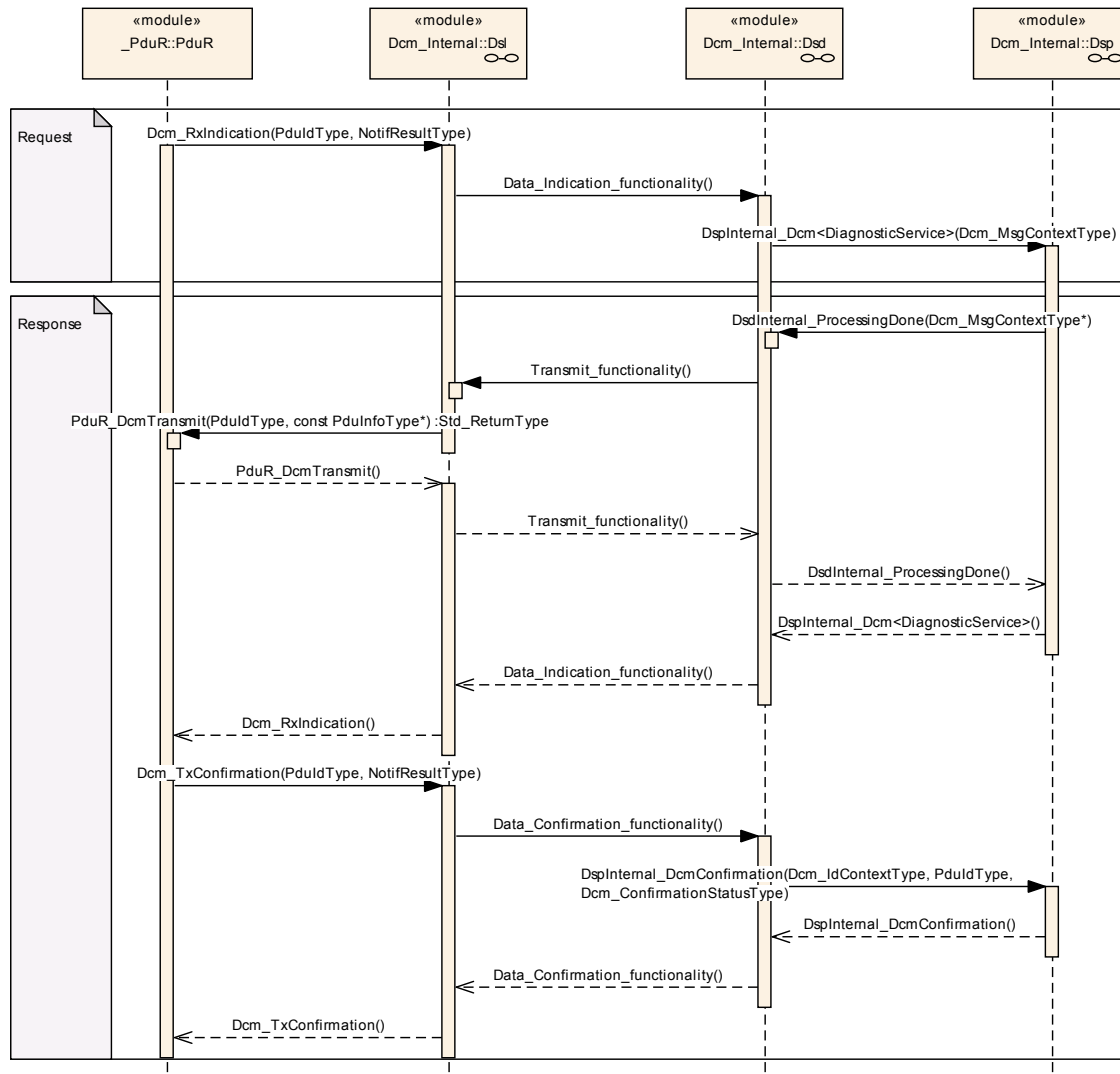 «module»
_PduR::PduR
«module»
Dcm_Internal::Dsl
«module»
Dcm_Internal::Dsd
«module»
Dcm_Internal::Dsp
Request
Dcm_RxIndication(PduIdType, NotifResultType)
Data_Indication_functionality()
DspInternal_Dcm<DiagnosticService>(Dcm_MsgContextType)
Response
DsdInternal_ProcessingDone(Dcm_MsgContextType*)
Transmit_functionality()
PduR_DcmTransmit(PduIdType, const PduInfoType*) :Std_ReturnType
PduR_DcmTransmit()
Transmit_functionality()
DsdInternal_ProcessingDone()
DspInternal_Dcm<DiagnosticService>()
Data_Indication_functionality()
Dcm_RxIndication()
Dcm_TxConfirmation(PduIdType, NotifResultType)
Data_Confirmation_functionality()
DspInternal_DcmConfirmation(Dcm_IdContextType, PduIdType,
Dcm_ConfirmationStatusType)
DspInternal_DcmConfirmation()
Data_Confirmation_functionality()
Dcm_TxConfirmation()